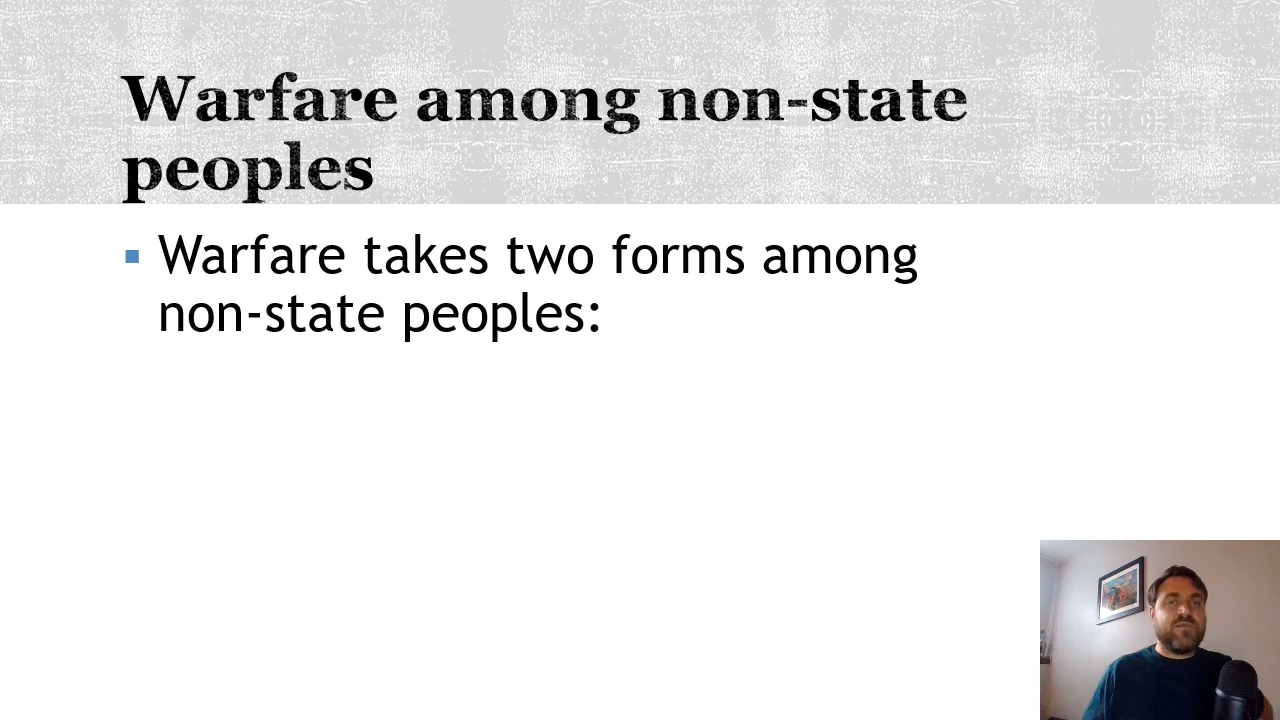 Warfare among non-state
peoples
Warfare takes two forms among
non-state peoples: